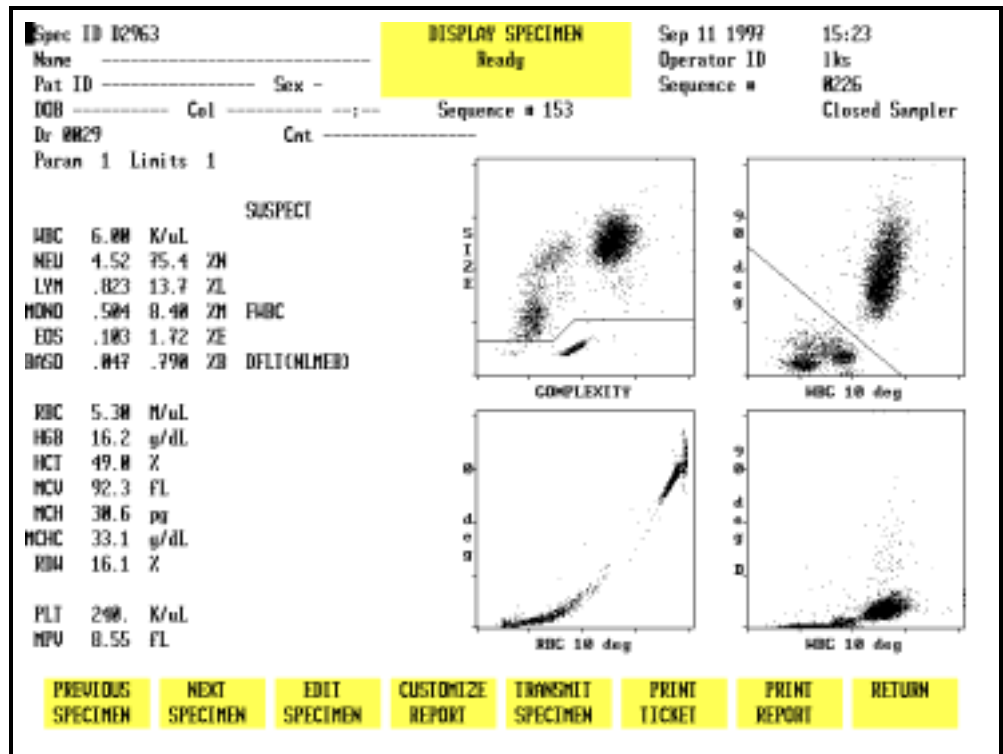 Spec ID D2963 DISPLAY SPECIMEN Sep 11 1997 15:23
Name ---------------------------- Ready Operator ID lks
Pat ID ---------------- Sex - Sequence # 0226
DOB ---------- Col ---------- --:-- Sequence # 153 Closed Sampler
Dr 0029 Cnt ----------------
Param 1 Limits 1
SUSPECT
WBC 6.00 K/uL
NEU 4.52 75.4 %N
LYM .823 13.7 %L
MONO .504 8.40 %M FWBC
EOS .103 1.72 %E
BASO .047 .790 %B DFLT(NLMEB)
SIZE
COMPLEXITY
90 deg
WBC 10 deg
RBC 5.30 M/uL
HGB 16.2 g/dL
HCT 49.0 %
MCV 92.3 fL
MCH 30.6 pg
MCHC 33.1 g/dL
RDW 16.1 %
PLT 240. K/uL
MPV 8.55 fL
0 deg
RBC 10 deg
90 deg D
WBC 10 deg
PREVIOUS SPECIMEN
NEXT SPECIMEN
EDIT SPECIMEN
CUSTOMIZE REPORT
TRANSMIT SPECIMEN
PRINT TICKET
PRINT REPORT
RETURN